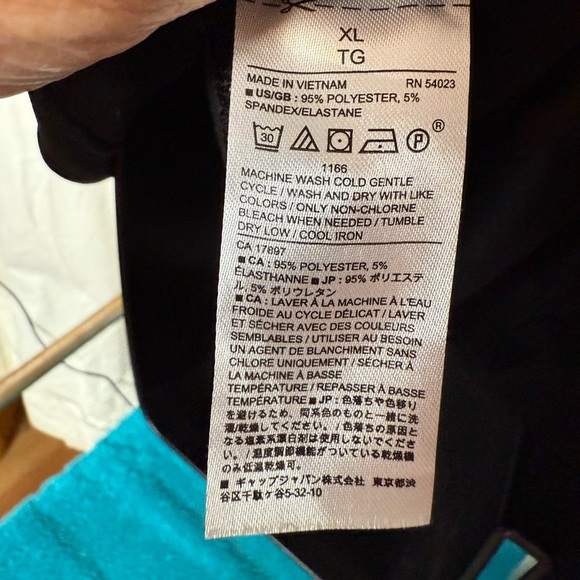 XL
TG
MADE IN VIETNAM RN 54023
■ US/GB : 95% POLYESTER, 5%
SPANDEX/ELASTANE
30 P ®
1166
MACHINE WASH COLD GENTLE
CYCLE / WASH AND DRY WITH LIKE
COLORS / ONLY NON-CHLORINE
BLEACH WHEN NEEDED / TUMBLE
DRY LOW / COOL IRON
CA 17897
■ CA : 95% POLYESTER, 5%
ÉLASTHANNE ■ JP : 95% ポリエステ
ル, 5% ポリウレタン
■ CA : LAVER À LA MACHINE À L'EAU
FROIDE AU CYCLE DÉLICAT / LAVER
ET SÉCHER AVEC DES COULEURS
SEMBLABLES / UTILISER AU BESOIN
UN AGENT DE BLANCHIMENT SANS
CHLORE UNIQUEMENT / SÉCHER À
LA MACHINE À BASSE
TEMPÉRATURE / REPASSER À BASSE
TEMPÉRATURE ■ JP : 色落ちや色移り
を避けるため、同系色のものと一緒に洗
濯/乾燥してください。/ 色落ちの原因と
なる塩素系漂白剤は使用しないでくださ
い。/ 温度調節機能がついている乾燥機
のみ低温乾燥可。
■ ギャップジャパン株式会社 東京都渋
谷区千駄ヶ谷5-32-10